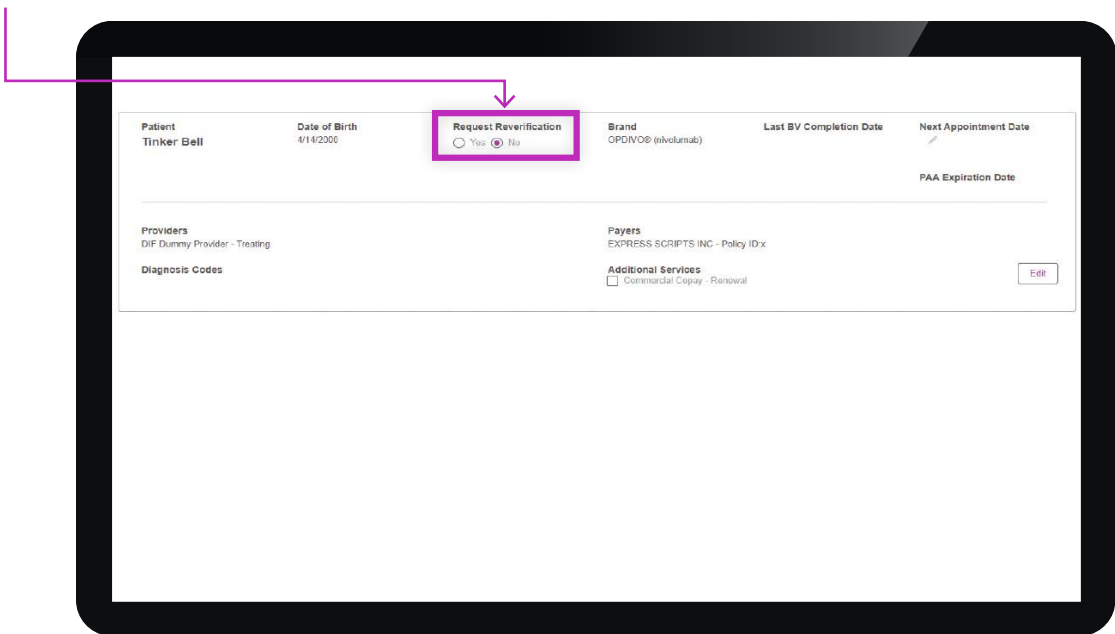 Patient
Tinker Bell
Date of Birth
4/14/2000
Request Reverification
Yes No
Brand
OPDIVO® (nivolumab)
Last BV Completion Date
Next Appointment Date
PAA Expiration Date
Providers
DIF Dummy Provider - Treating
Payers
EXPRESS SCRIPTS INC - Policy ID:x
Diagnosis Codes
Additional Services
Commercial Copay - Renewal
Edit